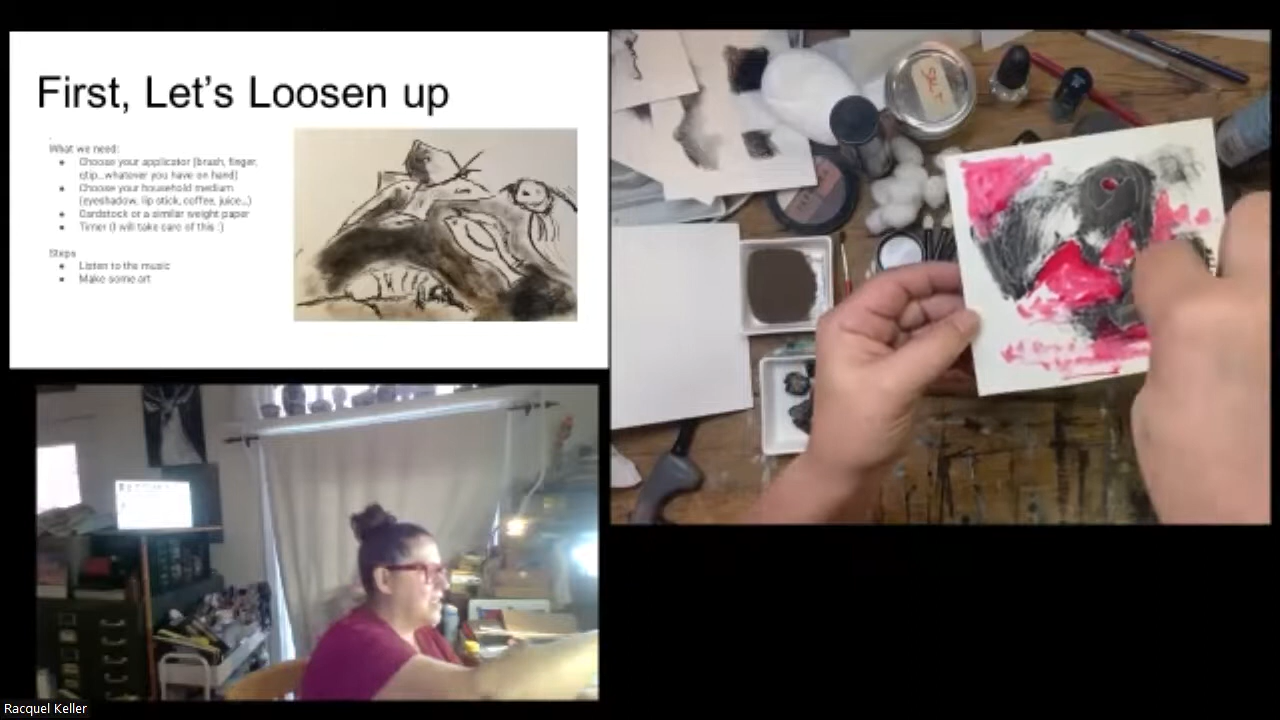 First, Let's Loosen up
What we need:
● Choose your applicator (brush, finger,
qtip...whatever you have on hand)
● Choose your household medium
(eyeshadow, lip stick, coffee, juice...)
● Cardstock or a similar weight paper
● Timer (I will take care of this :)
Steps
● Listen to the music
● Make some art
SALT
Racquel Keller